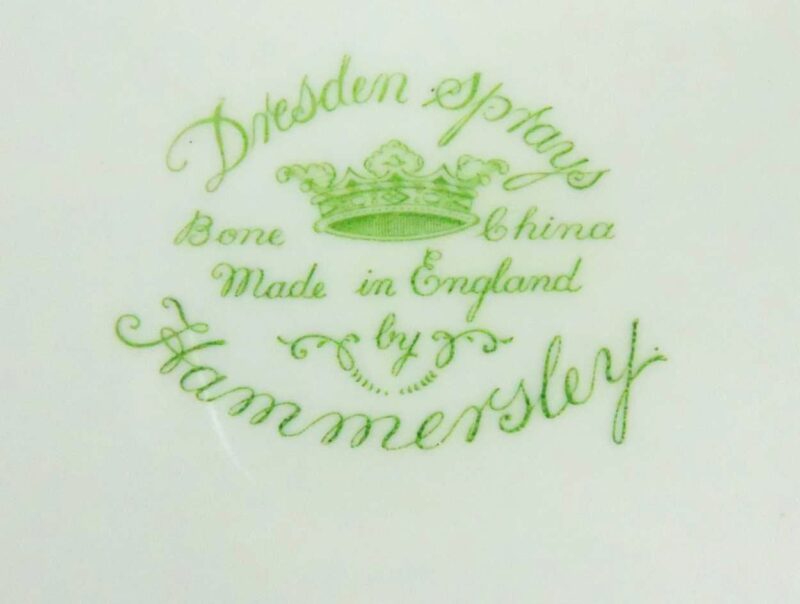 Dresden Sprays
Bone China
Made in England
by
Hammersley.